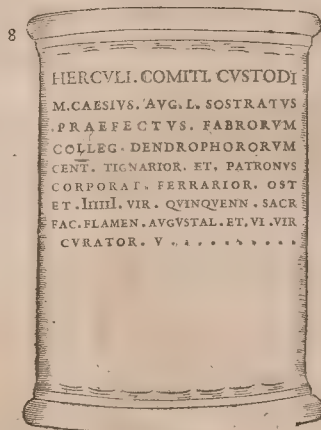 8
HERCVLI. COMITI. CVSTODI
M. CAESIVS. AVG. L. SOSTRATVS
. PRAEFECTVS. FABRORVM
COLLEG. DENDROPHORORVM
CENT. TIGNARIOR. ET. PATRONVS
CORPORAT. FERRARIOR. OST
ET. IIIIII. VIR. QVINQVENN. SACR
FAC. FLAMEN. AVGVSTAL. ET. VI. VIR
CVRATOR. V . . . . . . . . . .